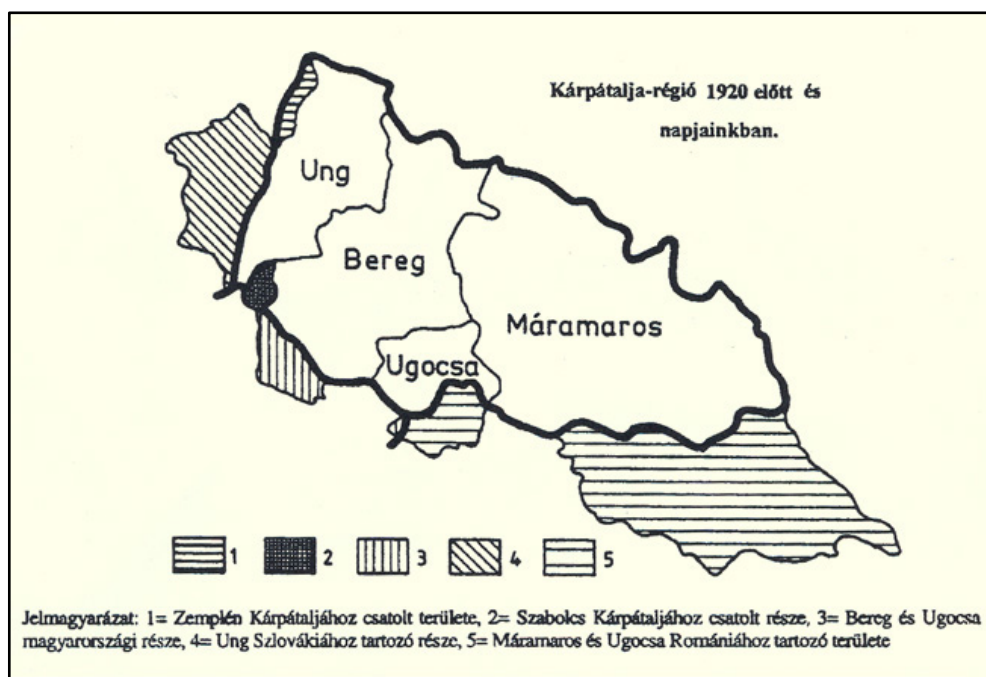 Kárpátalja-régió 1920 előtt és
napjainkban.
Ung
Bereg
Máramaros
Ugocsa
1 2 3 4 5
Jelmagyarázat: 1= Zemplén Kárpátaljához csatolt területe, 2= Szabolcs Kárpátaljához csatolt része, 3= Bereg és Ugocsa
magyarországi része, 4= Ung Szlovákiához tartozó része, 5= Máramaros és Ugocsa Romániához tartozó területe